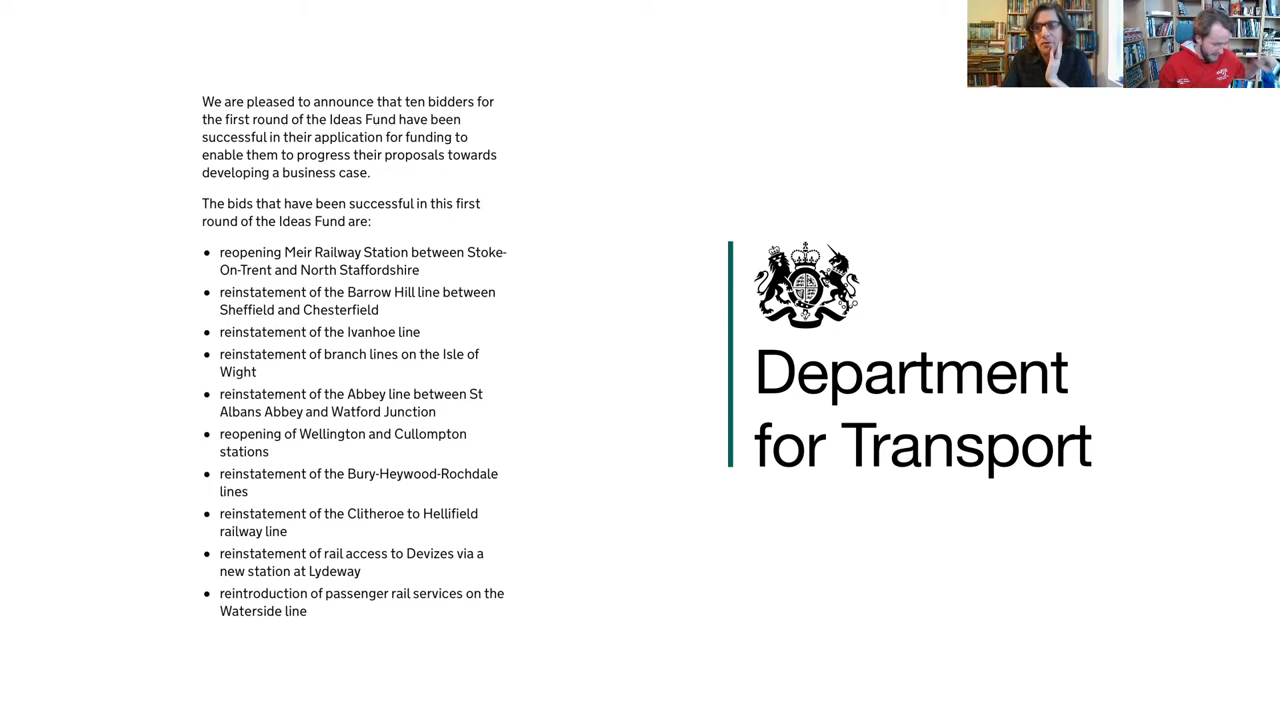 We are pleased to announce that ten bidders for
the first round of the Ideas Fund have been
successful in their application for funding to
enable them to progress their proposals towards
developing a business case.
The bids that have been successful in this first
round of the Ideas Fund are:
• reopening Meir Railway Station between Stoke-
On-Trent and North Staffordshire
• reinstatement of the Barrow Hill line between
Sheffield and Chesterfield
• reinstatement of the Ivanhoe line
• reinstatement of branch lines on the Isle of
Wight
• reinstatement of the Abbey line between St
Albans Abbey and Watford Junction
• reopening of Wellington and Cullompton
stations
• reinstatement of the Bury-Heywood-Rochdale
lines
• reinstatement of the Clitheroe to Hellifield
railway line
• reinstatement of rail access to Devizes via a
new station at Lydeway
• reintroduction of passenger rail services on the
Waterside line
Department
for Transport